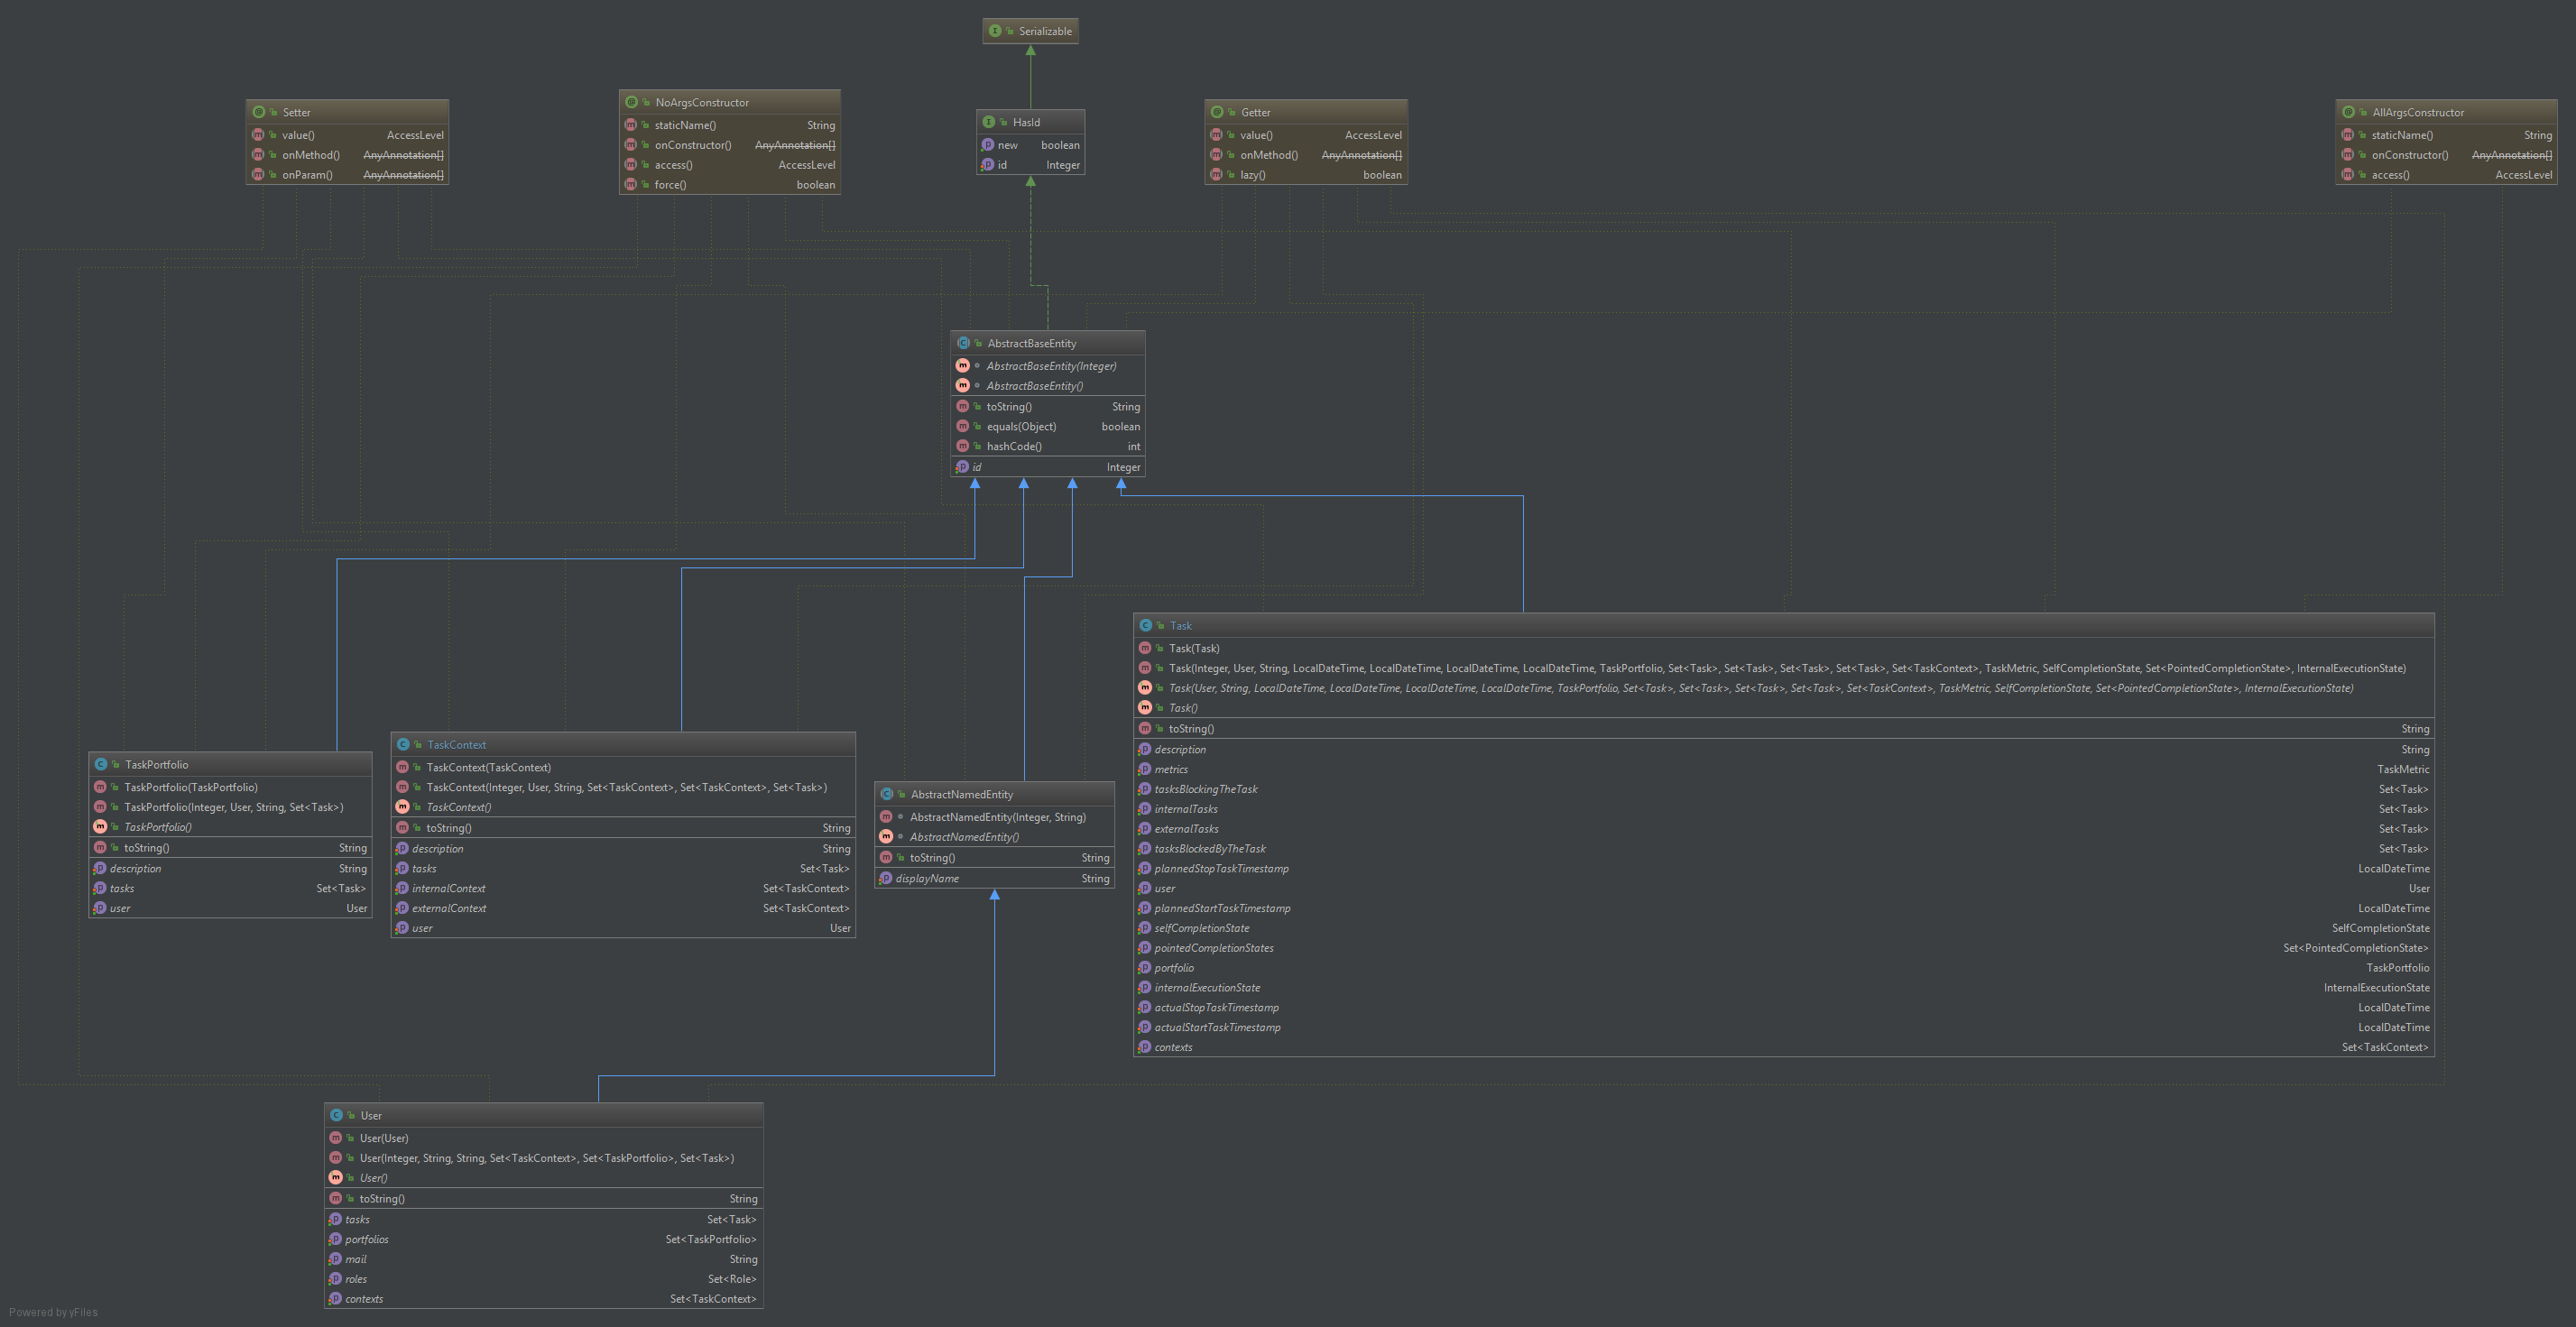 Serializable
Setter
value() AccessLevel
onMethod() AnyAnnotation[]
onParam() AnyAnnotation[]
NoArgsConstructor
staticName() String
onConstructor() AnyAnnotation[]
access() AccessLevel
force() boolean
HasId
new boolean
id Integer
Getter
value() AccessLevel
onMethod() AnyAnnotation[]
lazy() boolean
AllArgsConstructor
staticName() String
onConstructor() AnyAnnotation[]
access() AccessLevel
AbstractBaseEntity
AbstractBaseEntity(Integer)
AbstractBaseEntity()
toString() String
equals(Object) boolean
hashCode() int
id Integer
Task
Task(Task)
Task(Integer, User, String, LocalDateTime, LocalDateTime, LocalDateTime, LocalDateTime, TaskPortfolio, Set<Task>, Set<Task>, Set<Task>, Set<Task>, Set<TaskContext>, TaskMetric, SelfCompletionState, Set<PointedCompletionState>, InternalExecutionState)
Task(User, String, LocalDateTime, LocalDateTime, LocalDateTime, LocalDateTime, TaskPortfolio, Set<Task>, Set<Task>, Set<Task>, Set<Task>, Set<TaskContext>, TaskMetric, SelfCompletionState, Set<PointedCompletionState>, InternalExecutionState)
Task()
toString() String
description String
metrics TaskMetric
tasksBlockingTheTask Set<Task>
internalTasks Set<Task>
externalTasks Set<Task>
tasksBlockedByTheTask Set<Task>
plannedStopTaskTimestamp LocalDateTime
user User
plannedStartTaskTimestamp LocalDateTime
selfCompletionState SelfCompletionState
pointedCompletionStates Set<PointedCompletionState>
portfolio TaskPortfolio
internalExecutionState InternalExecutionState
actualStopTaskTimestamp LocalDateTime
actualStartTaskTimestamp LocalDateTime
contexts Set<TaskContext>
TaskPortfolio
TaskPortfolio(TaskPortfolio)
TaskPortfolio(Integer, User, String, Set<Task>)
TaskPortfolio()
toString() String
description String
tasks Set<Task>
user User
TaskContext
TaskContext(TaskContext)
TaskContext(Integer, User, String, Set<TaskContext>, Set<TaskContext>, Set<Task>)
TaskContext()
toString() String
description String
tasks Set<Task>
internalContext Set<TaskContext>
externalContext Set<TaskContext>
user User
AbstractNamedEntity
AbstractNamedEntity(Integer, String)
AbstractNamedEntity()
toString() String
displayName String
User
User(User)
User(Integer, String, String, Set<TaskContext>, Set<TaskPortfolio>, Set<Task>)
User()
toString() String
tasks Set<Task>
portfolios Set<TaskPortfolio>
mail String
roles Set<Role>
contexts Set<TaskContext>
Powered by yFiles